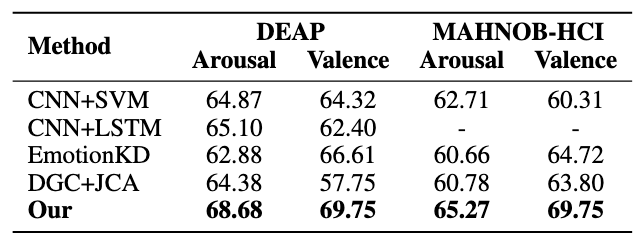 DEAP MAHNOB-HCI
Method
Arousal Valence Arousal Valence
CNN+SVM 64.87 64.32 62.71 60.31
CNN+LSTM 65.10 62.40 - -
EmotionKD 62.88 66.61 60.66 64.72
DGC+JCA 64.38 57.75 60.78 63.80
Our 68.68 69.75 65.27 69.75